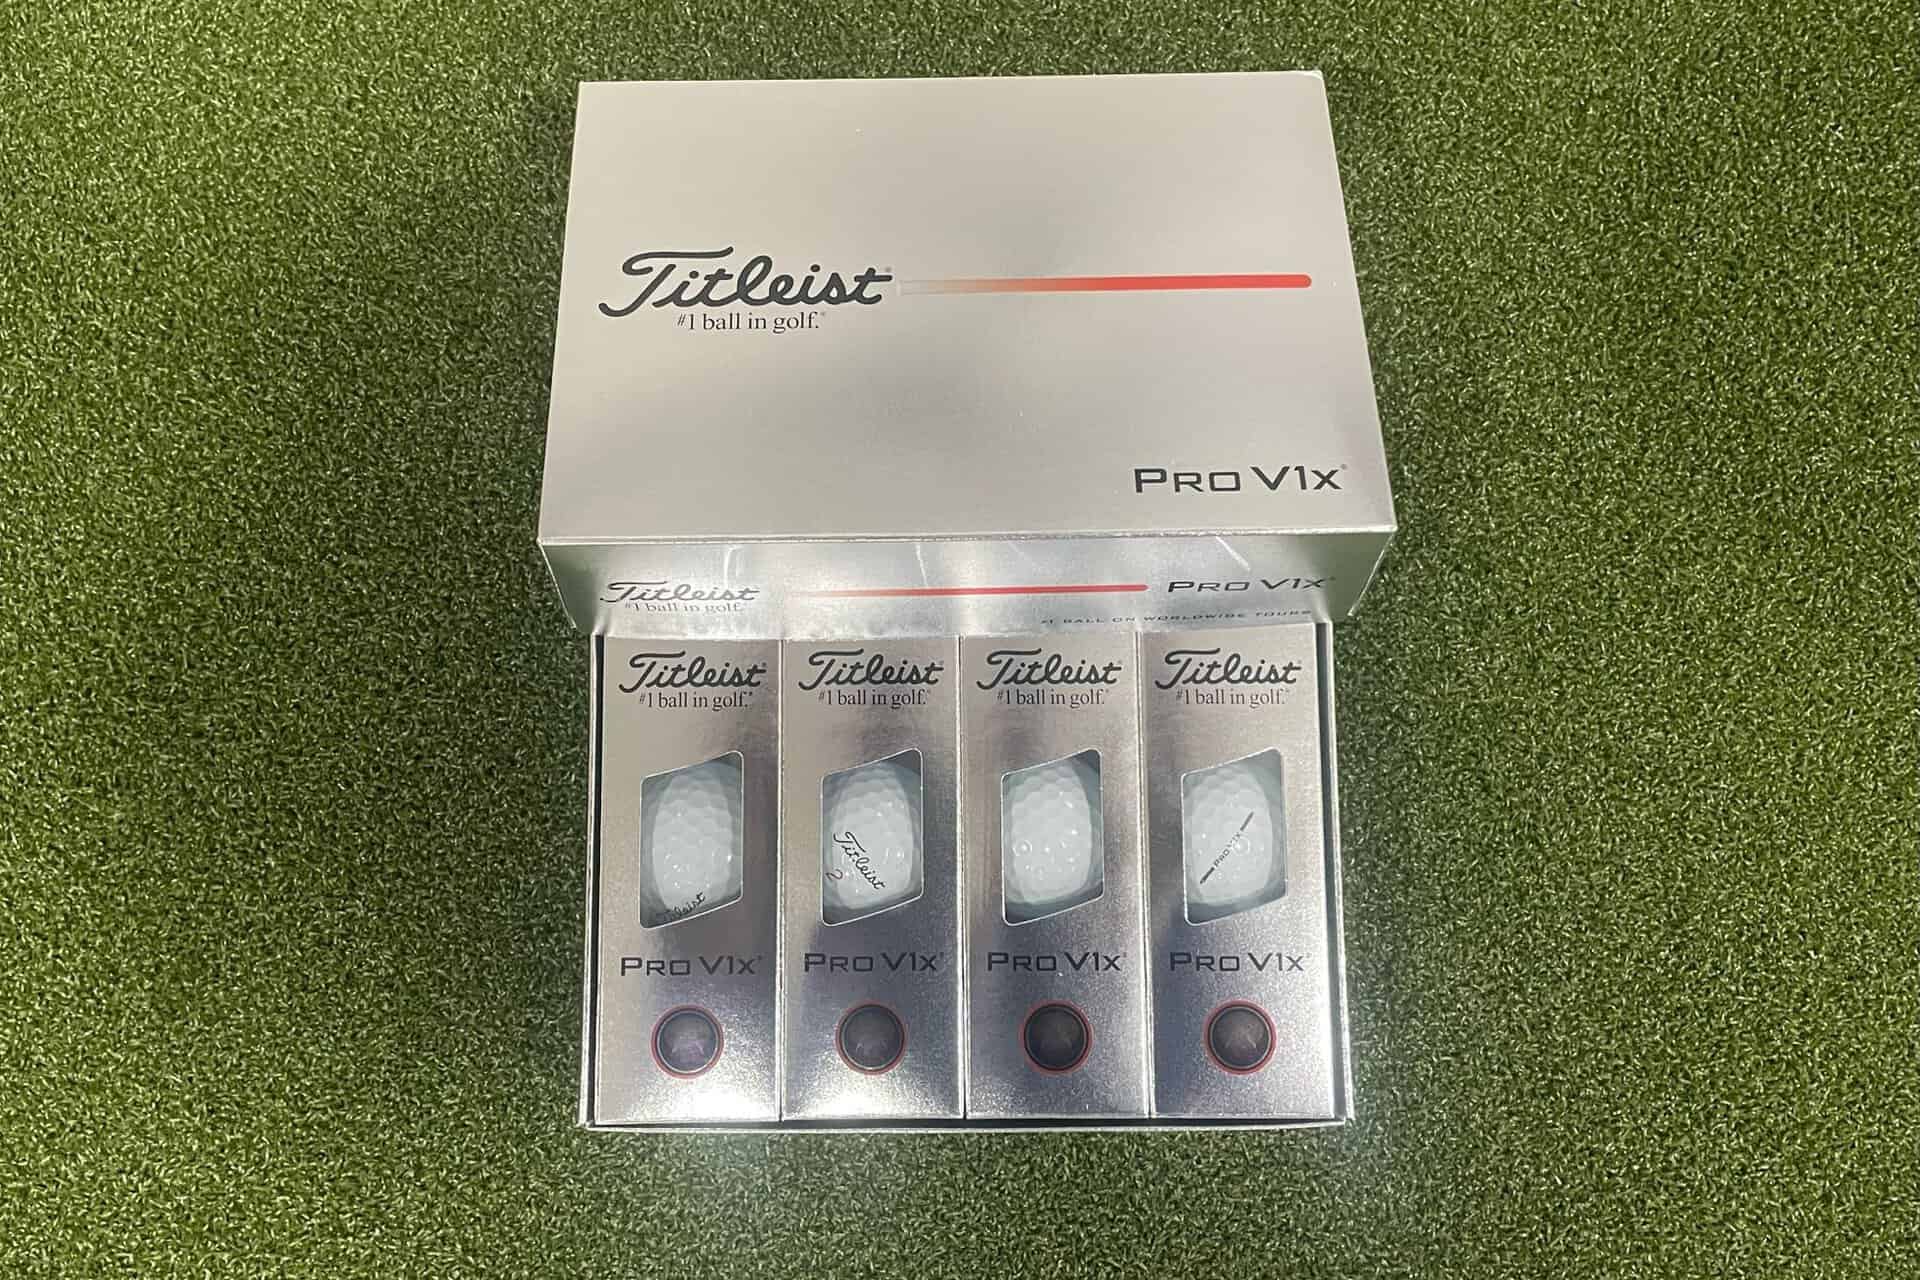 Titleist®
#1 ball in golf.®
PRO V1x®
Titleist
#1 ball in golf.
PRO V1x®
#1 BALL ON WORLDWIDE TOURS
Titleist®
#1 ball in golf.®
Titleist®
#1 ball in golf.®
Titleist®
#1 ball in golf.®
Titleist®
#1 ball in golf.®
Titleist
Titleist
2
PRO V1X
PRO V1x®
PRO V1x®
PRO V1x®
PRO V1x®